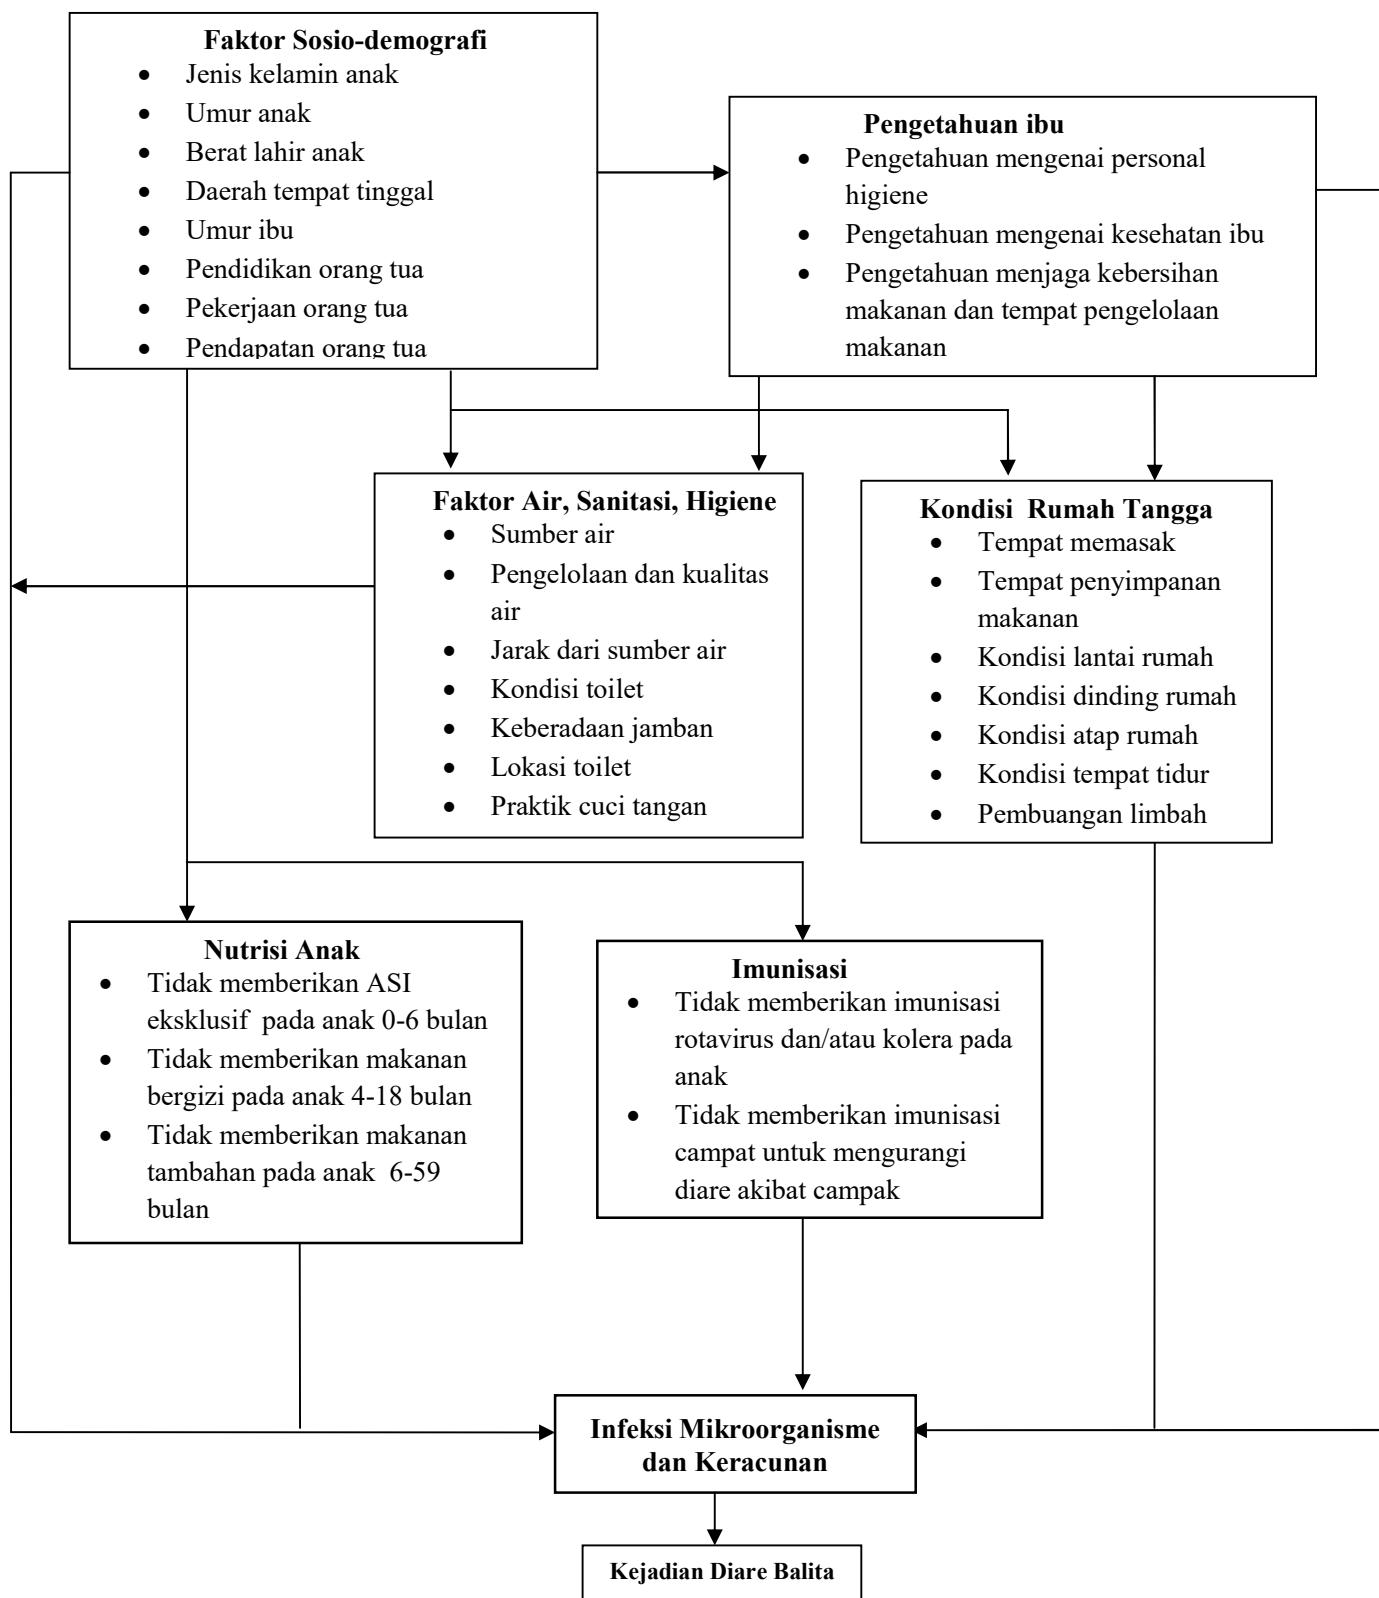 Faktor Sosio-demografi
• Jenis kelamin anak
• Umur anak
• Berat lahir anak
• Daerah tempat tinggal
• Umur ibu
• Pendidikan orang tua
• Pekerjaan orang tua
• Pendapatan orang tua
Pengetahuan ibu
• Pengetahuan mengenai personal
higiene
• Pengetahuan mengenai kesehatan ibu
• Pengetahuan menjaga kebersihan
makanan dan tempat pengelolaan
makanan
Faktor Air, Sanitasi, Higiene
• Sumber air
• Pengelolaan dan kualitas
air
• Jarak dari sumber air
• Kondisi toilet
• Keberadaan jamban
• Lokasi toilet
• Praktik cuci tangan
Kondisi Rumah Tangga
• Tempat memasak
• Tempat penyimpanan
makanan
• Kondisi lantai rumah
• Kondisi dinding rumah
• Kondisi atap rumah
• Kondisi tempat tidur
• Pembuangan limbah
Nutrisi Anak
• Tidak memberikan ASI
eksklusif pada anak 0-6 bulan
• Tidak memberikan makanan
bergizi pada anak 4-18 bulan
• Tidak memberikan makanan
tambahan pada anak 6-59
bulan
Imunisasi
• Tidak memberikan imunisasi
rotavirus dan/atau kolera pada
anak
• Tidak memberikan imunisasi
campat untuk mengurangi
diare akibat campak
Infeksi Mikroorganisme
dan Keracunan
Kejadian Diare Balita